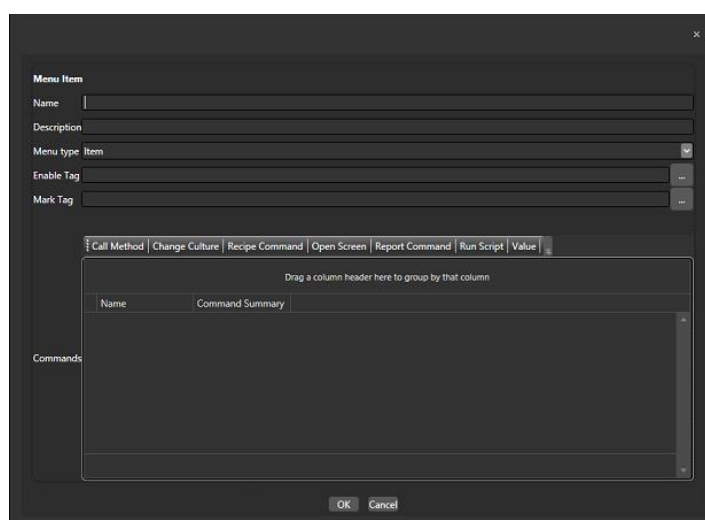 ×
Menu Item
Name
Description
Menu type Item
Enable Tag ...
Mark Tag ...
Call Method Change Culture Recipe Command Open Screen Report Command Run Script Value
Drag a column header here to group by that column
Name Command Summary
Commands
OK Cancel